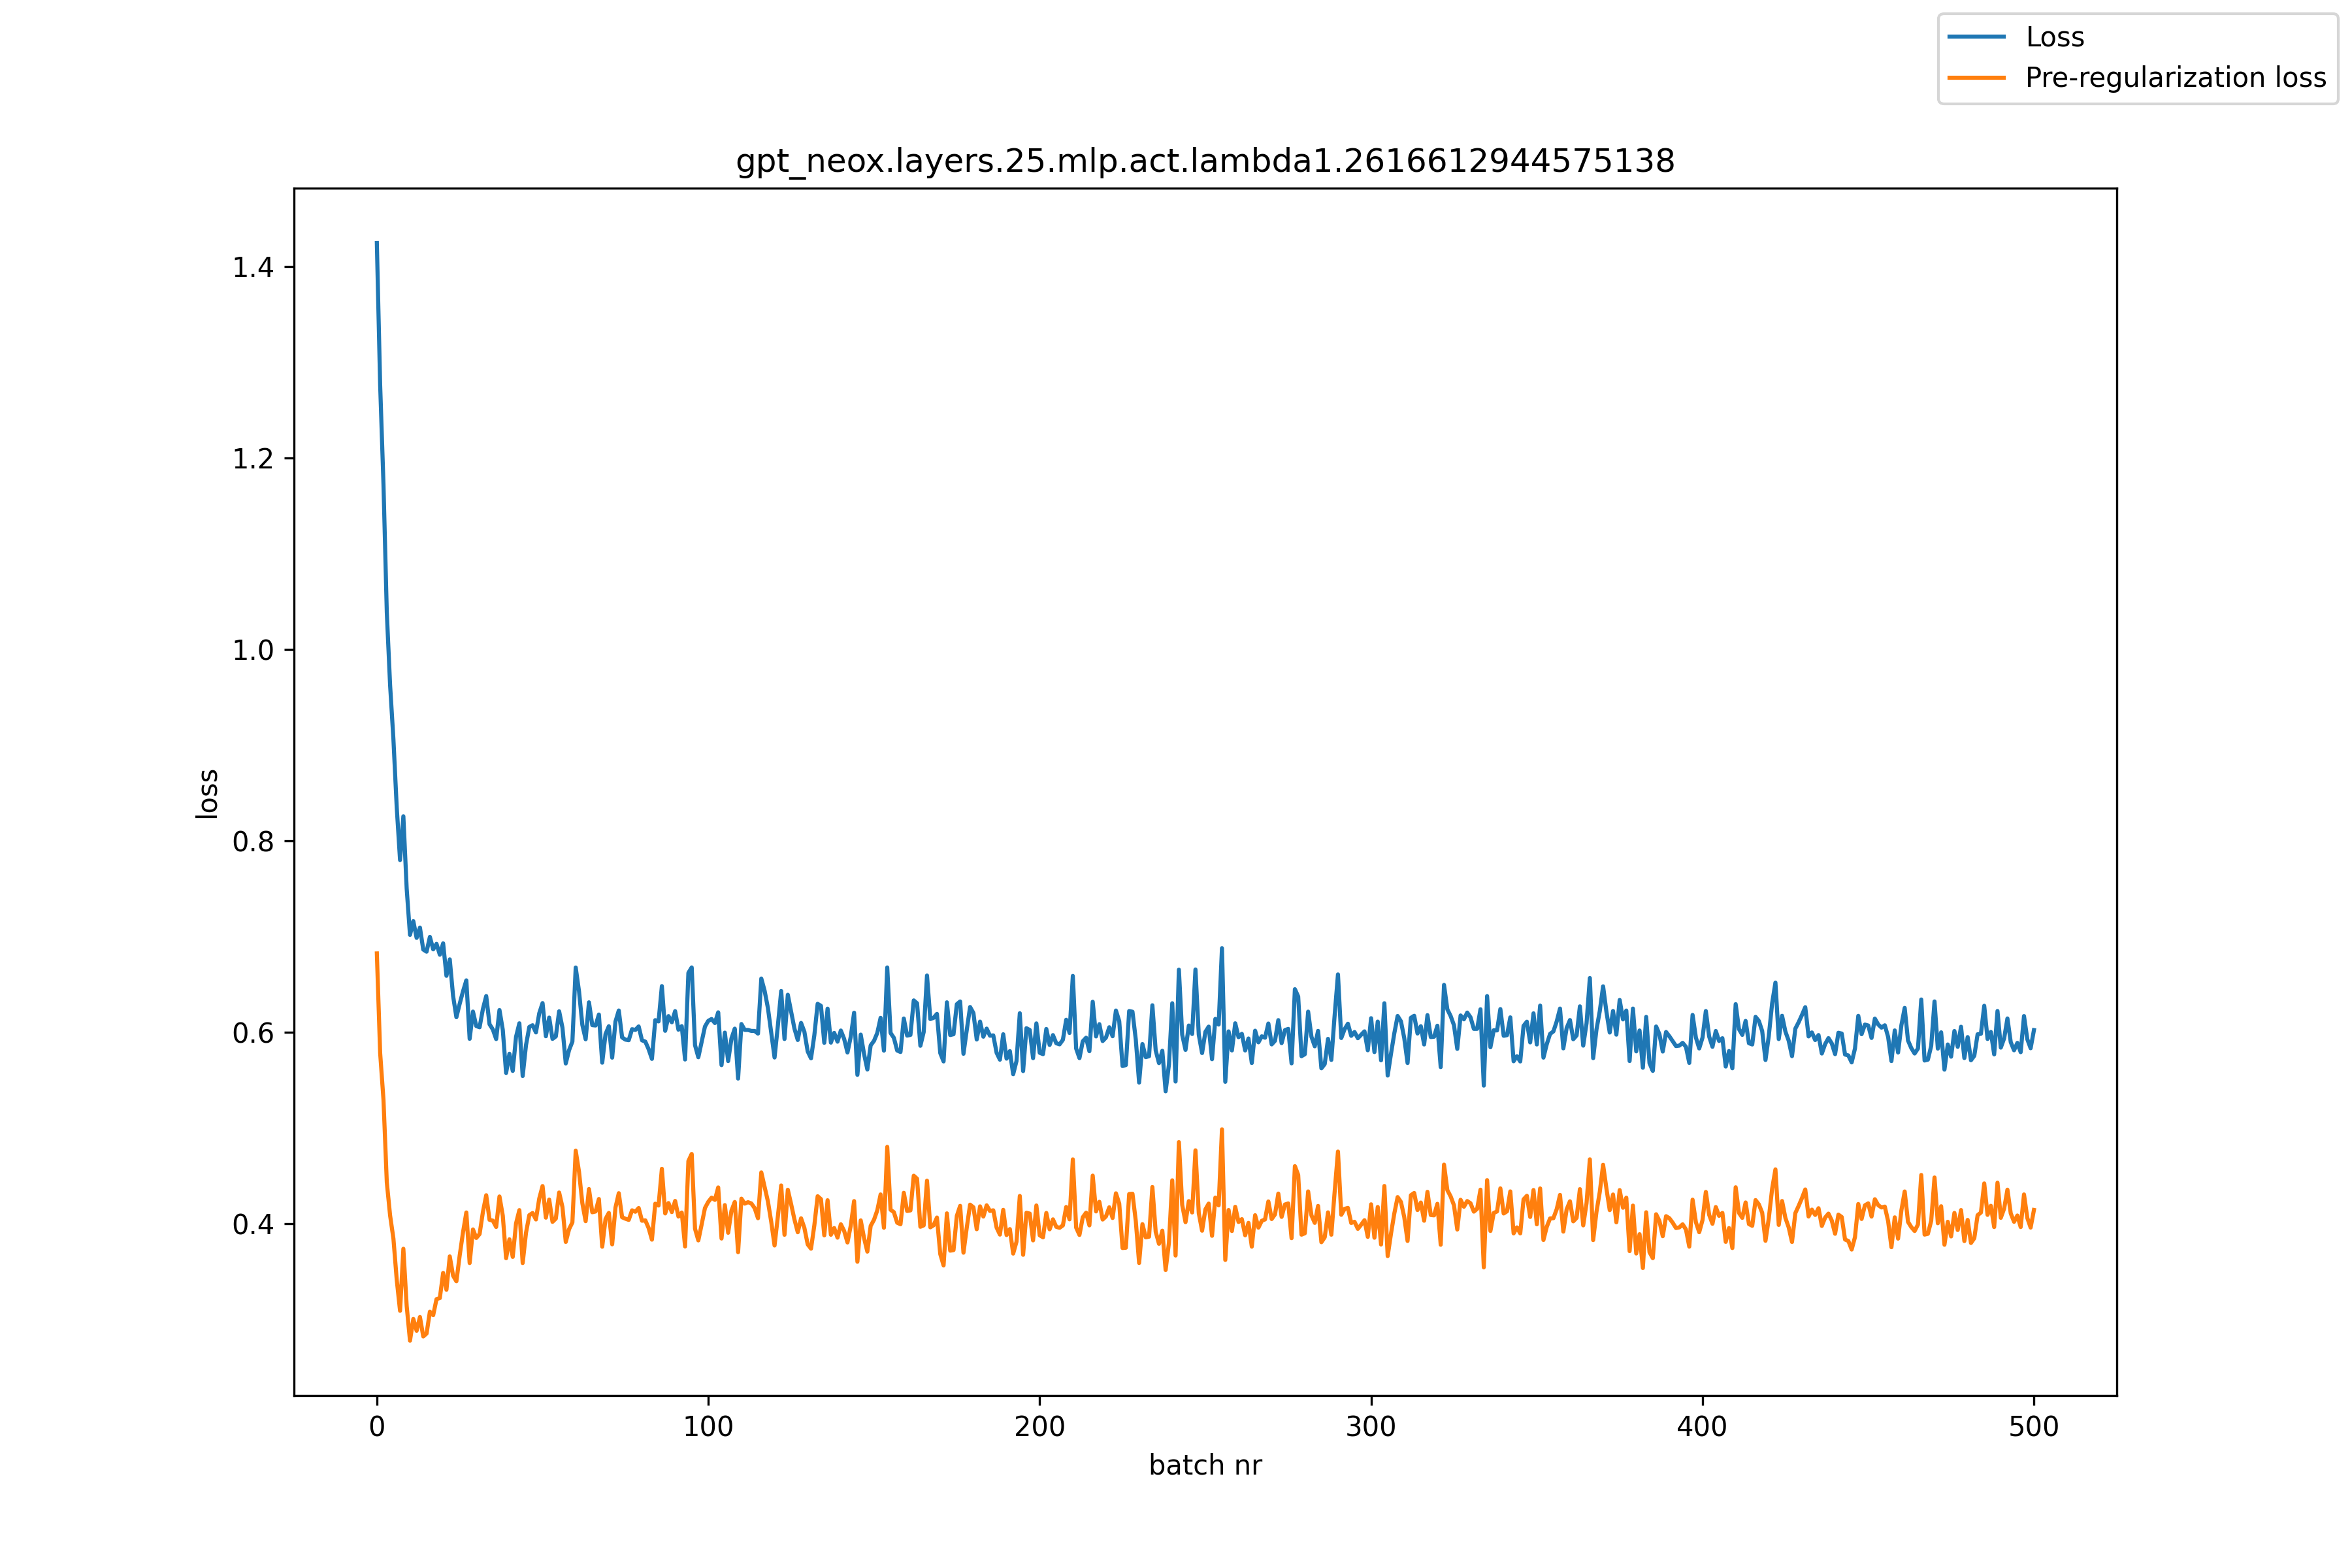 Loss
Pre-regularization loss
gpt_neox.layers.25.mlp.act.lambda1.2616612944575138
1.4
1.2
1.0
0.8
0.6
0.4
loss
0 100 200 300 400 500
batch nr